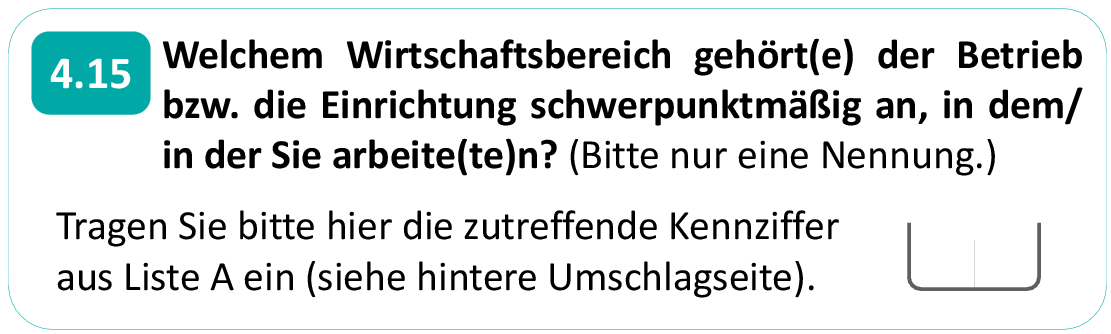 4.15
Welchem Wirtschaftsbereich gehört(e) der Betrieb
bzw. die Einrichtung schwerpunktmäßig an, in dem/
in der Sie arbeite(te)n? (Bitte nur eine Nennung.)
Tragen Sie bitte hier die zutreffende Kennziffer
aus Liste A ein (siehe hintere Umschlagseite).